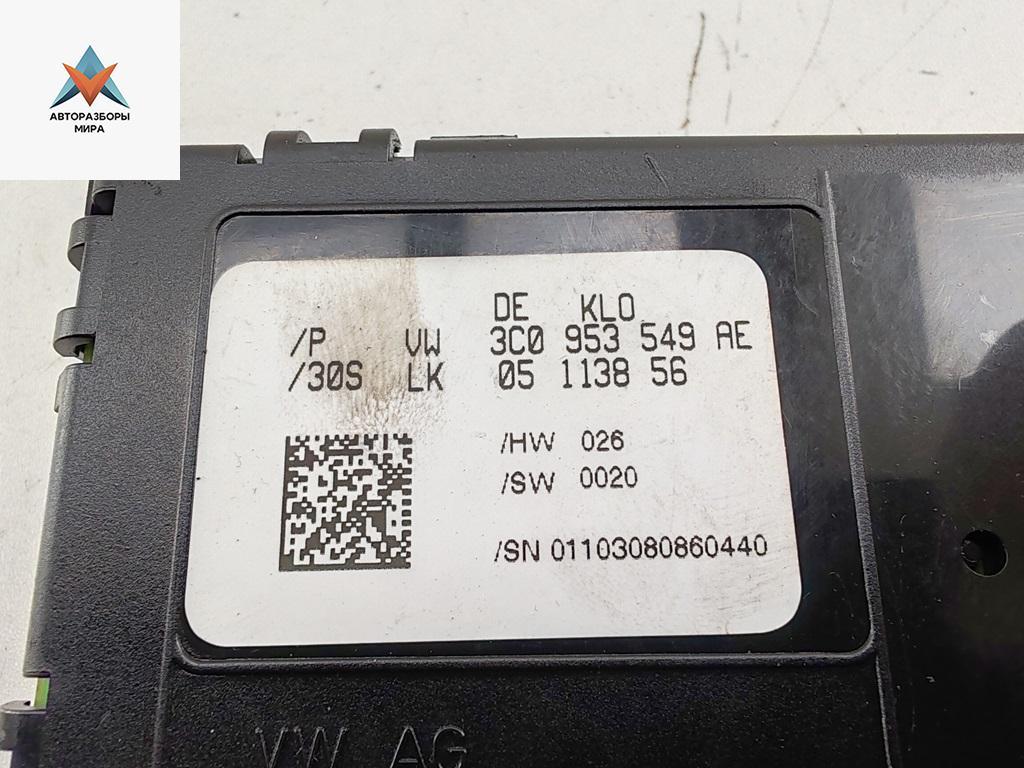 АВТОРАЗБОРЫ
МИРА
DE KLO
/P VW 3C0 953 549 AE
/30S LK 05 1138 56
/HW 026
/SW 0020
/SN 01103080860440
VW AG